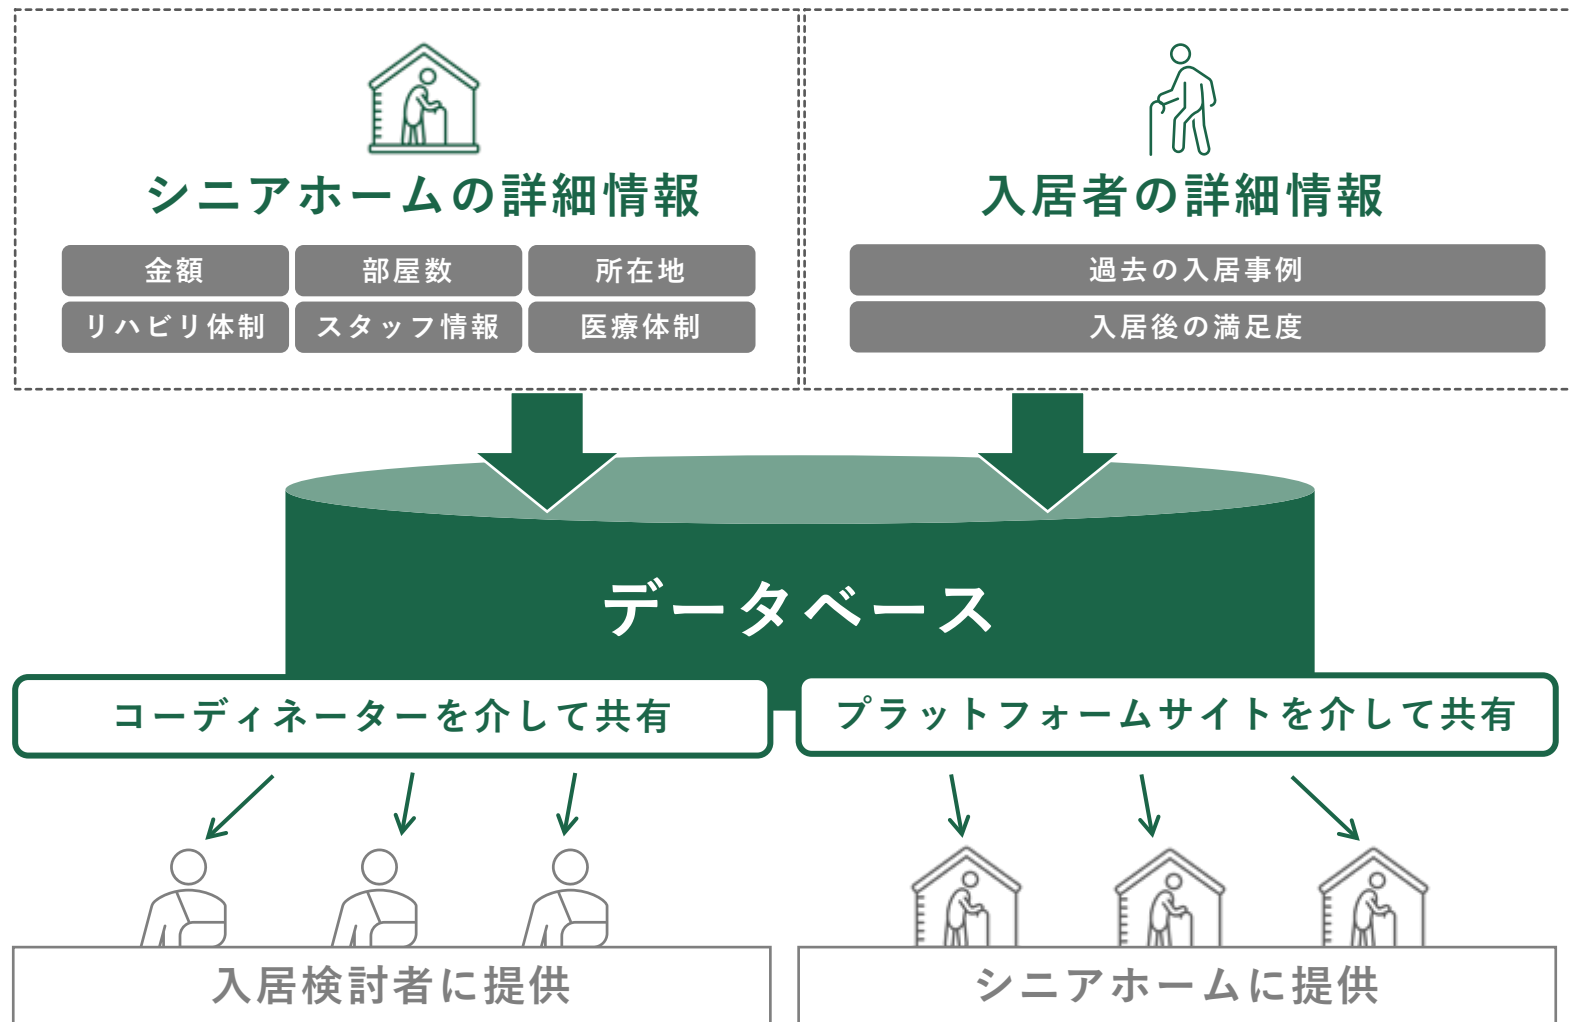 シニアホームの詳細情報
金額
部屋数
所在地
リハビリ体制
スタッフ情報
医療体制
入居者の詳細情報
過去の入居事例
入居後の満足度
データベース
コーディネーターを介して共有
プラットフォームサイトを介して共有
入居検討者に提供
シニアホームに提供